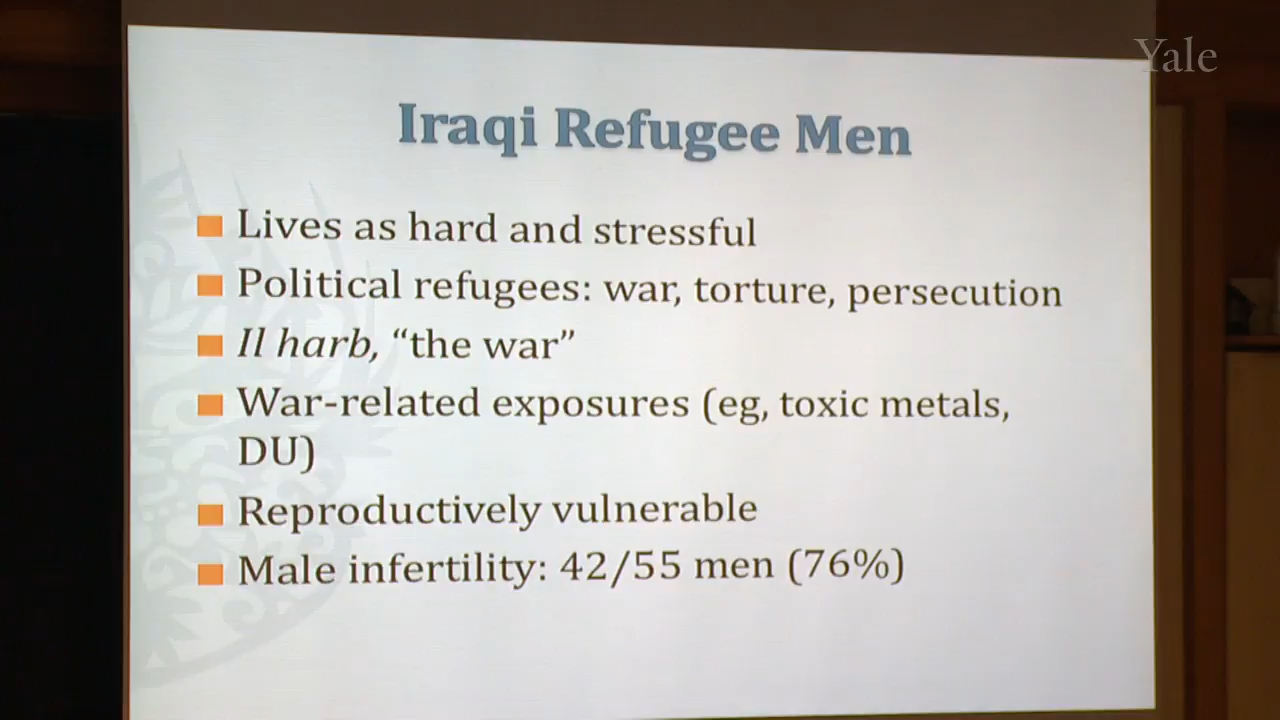 Yale
Iraqi Refugee Men
Lives as hard and stressful
Political refugees: war, torture, persecution
Il harb, “the war”
War-related exposures (eg, toxic metals,
DU)
Reproductively vulnerable
Male infertility: 42/55 men (76%)